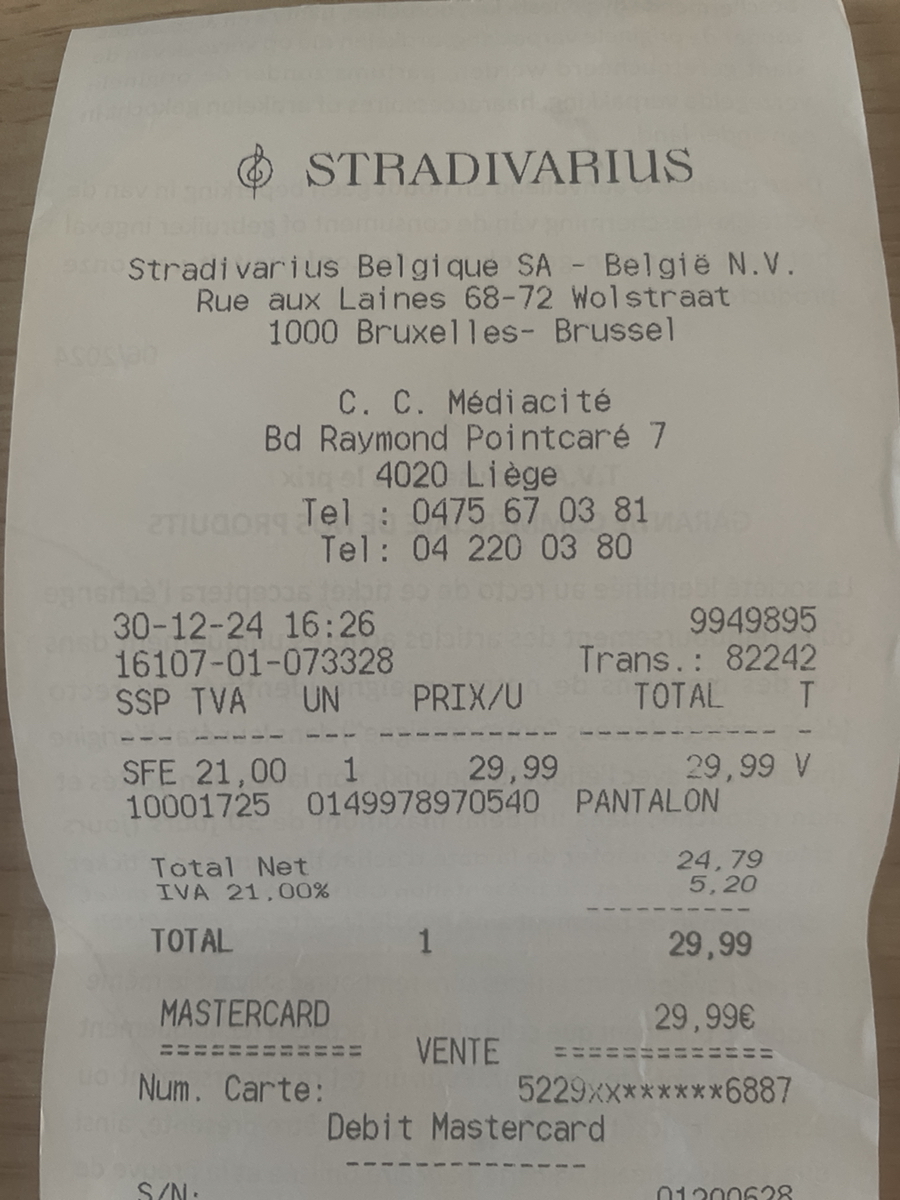 STRADIVARIUS
Stradivarius Belgique SA - België N.V.
Rue aux Laines 68-72 Wolstraat
1000 Bruxelles- Brussel
C. C. Médiacité
Bd Raymond Pointcaré 7
4020 Liège
Tel : 0475 67 03 81
Tel: 04 220 03 80
30-12-24 16:26 9949895
16107-01-073328 Trans.: 82242
SSP TVA UN PRIX/U TOTAL T
--- ----- --- ---------- ---------- -
SFE 21,00 1 29,99 29,99 V
10001725 0149978970540 PANTALON
Total Net 24,79
IVA 21,00% 5,20
----------
TOTAL 1 29,99
MASTERCARD 29,99€
============ VENTE =============
Num. Carte: 5229xx******6887
Debit Mastercard
-------------
S/N: 01200628